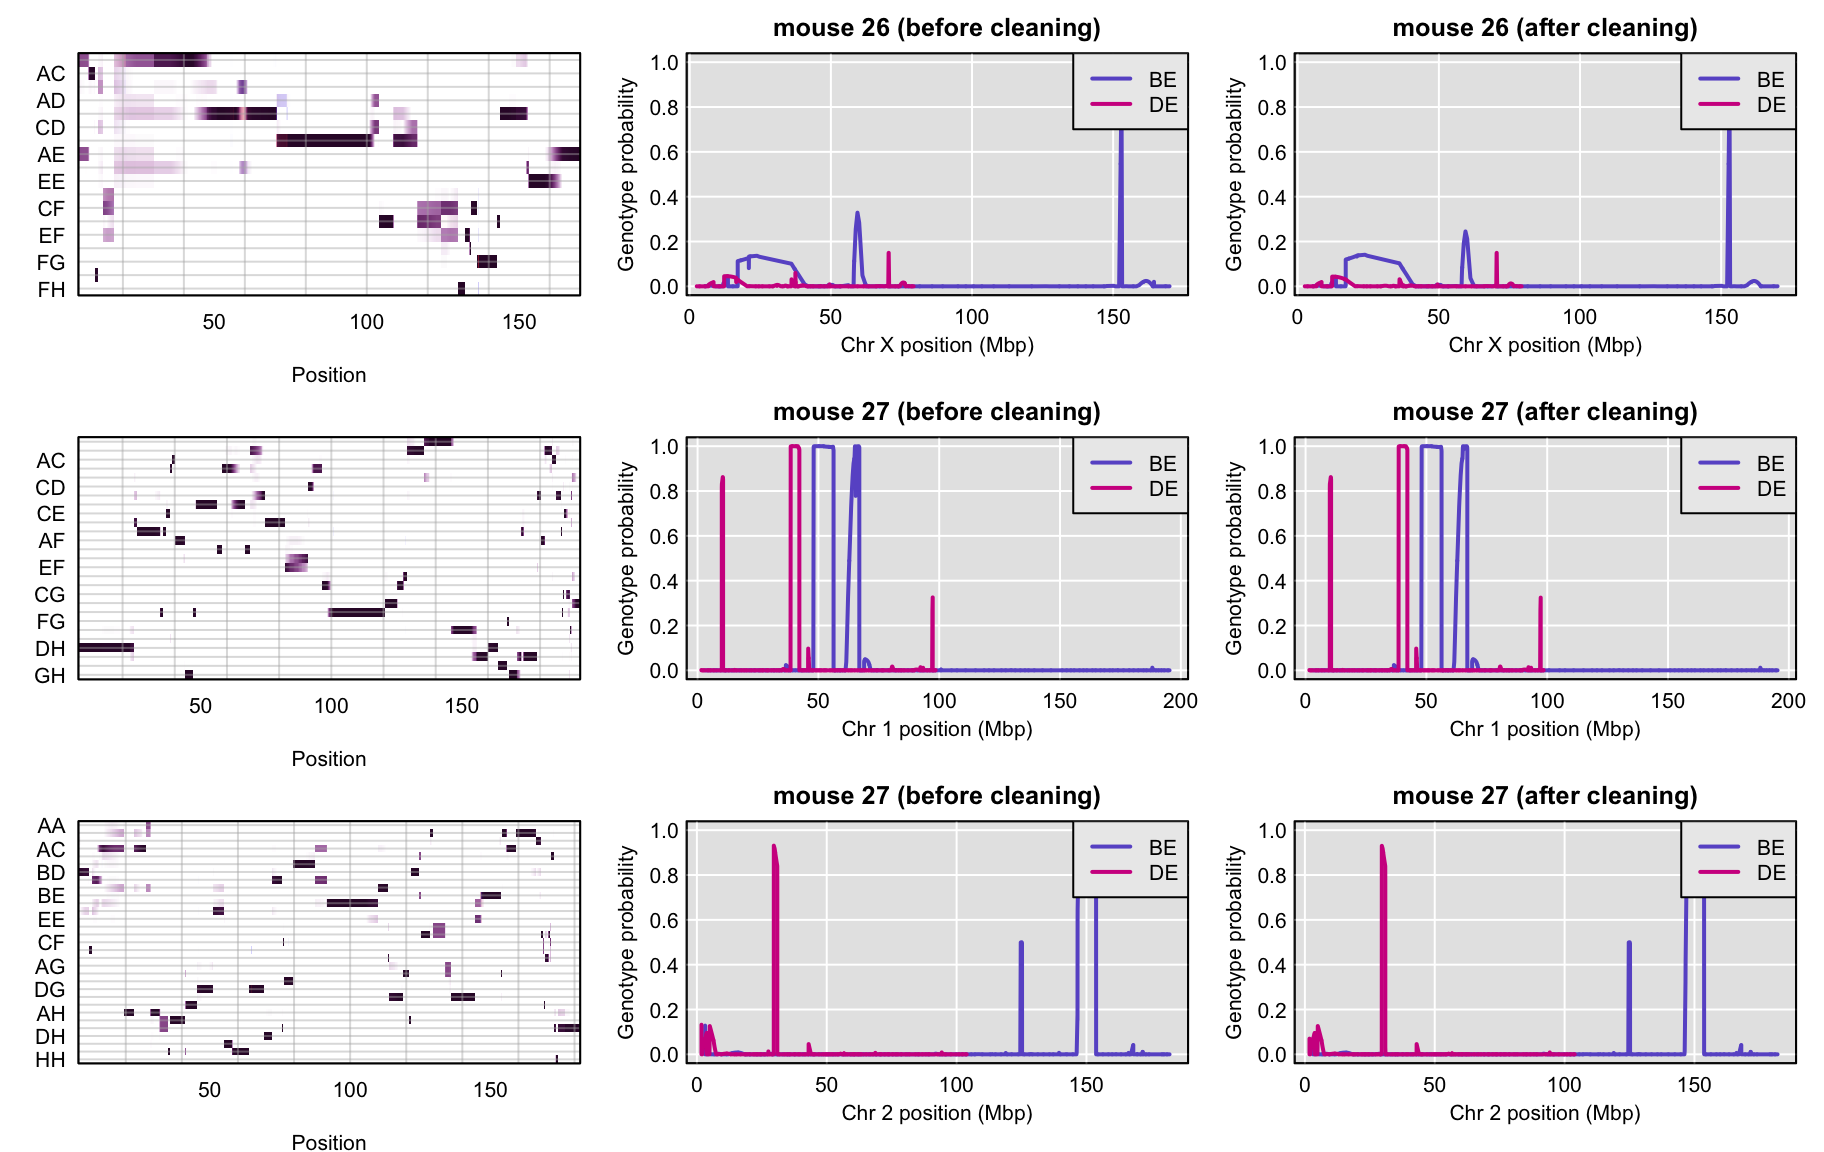 AC
AD
CD
AE
EE
CF
EF
FG
FH
50 100 150
Position
mouse 26 (before cleaning)
Genotype probability
1.0
0.8
0.6
0.4
0.2
0.0
BE
DE
0 50 100 150
Chr X position (Mbp)
mouse 26 (after cleaning)
Genotype probability
1.0
0.8
0.6
0.4
0.2
0.0
BE
DE
0 50 100 150
Chr X position (Mbp)
AC
CD
CE
AF
EF
CG
FG
DH
GH
50 100 150
Position
mouse 27 (before cleaning)
Genotype probability
1.0
0.8
0.6
0.4
0.2
0.0
BE
DE
0 50 100 150 200
Chr 1 position (Mbp)
mouse 27 (after cleaning)
Genotype probability
1.0
0.8
0.6
0.4
0.2
0.0
BE
DE
0 50 100 150 200
Chr 1 position (Mbp)
AA
AC
BD
BE
EE
CF
AG
DG
AH
DH
HH
50 100 150
Position
mouse 27 (before cleaning)
Genotype probability
1.0
0.8
0.6
0.4
0.2
0.0
BE
DE
0 50 100 150
Chr 2 position (Mbp)
mouse 27 (after cleaning)
Genotype probability
1.0
0.8
0.6
0.4
0.2
0.0
BE
DE
0 50 100 150
Chr 2 position (Mbp)